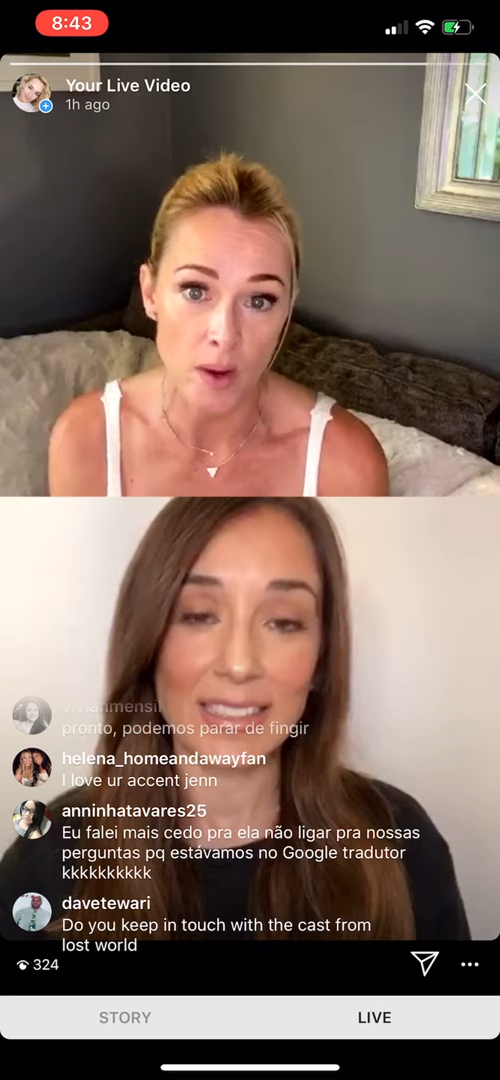 8:43
Your Live Video
1h ago
pronto, podemos parar de fingir
helena_homeandawayfan
I love ur accent jenn
anninhatavares25
Eu falei mais cedo pra ela não ligar pra nossas
perguntas pq estávamos no Google tradutor
kkkkkkkkkk
davetewari
Do you keep in touch with the cast from
lost world
324
STORY
LIVE